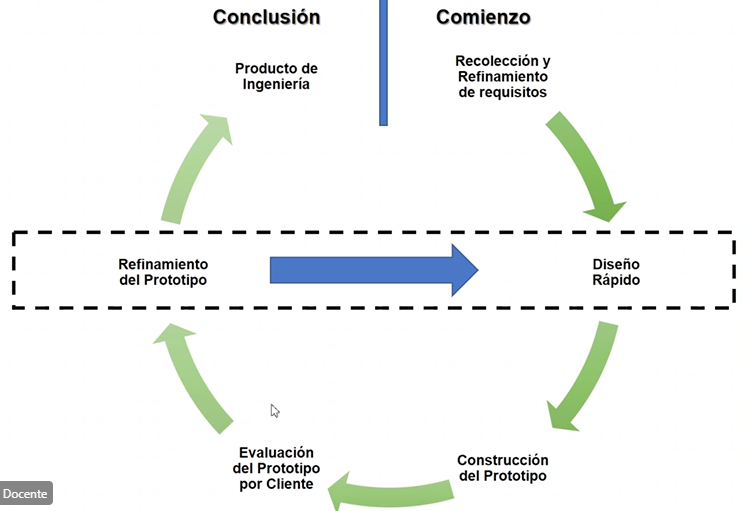 Conclusión
Comienzo
Producto de
Ingeniería
Recolección y
Refinamiento
de requisitos
Refinamiento
del Prototipo
Diseño
Rápido
Evaluación
del Prototipo
por Cliente
Construcción
del Prototipo
Docente